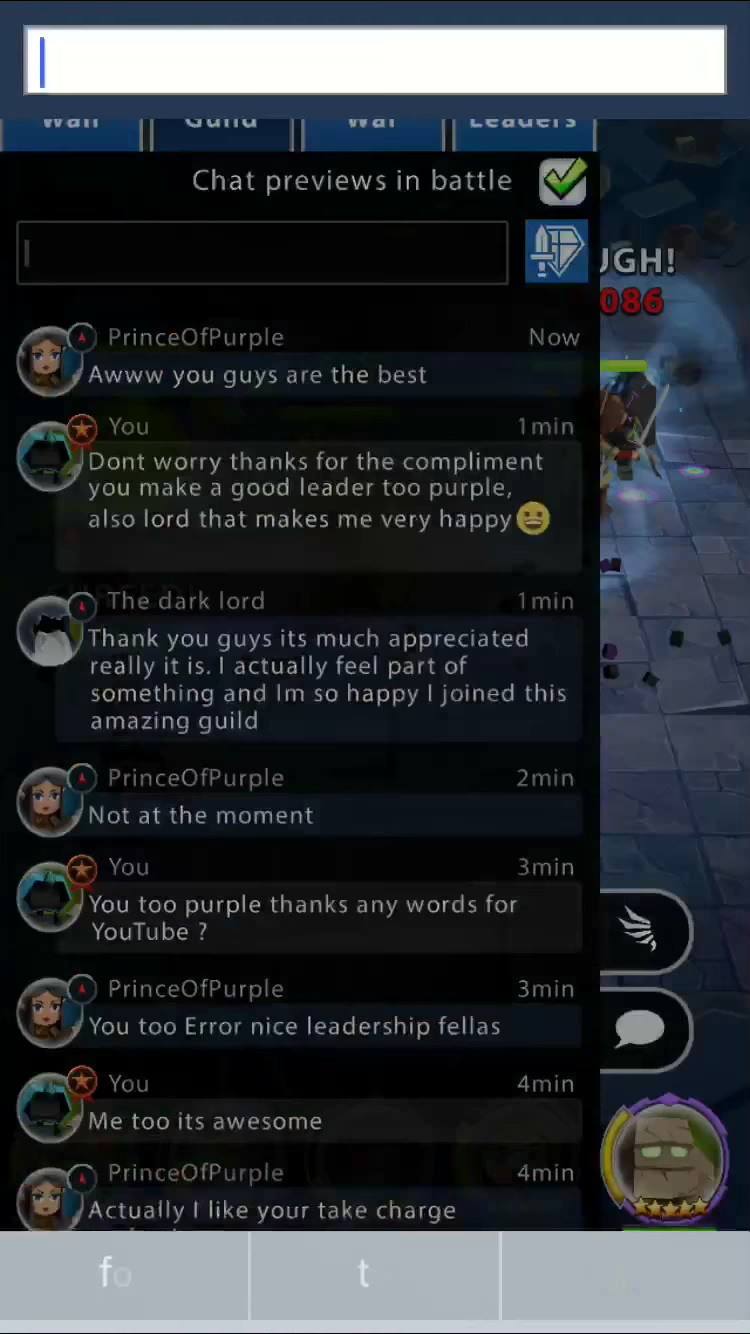 Wall Guild War Leaders
Chat previews in battle
UGH!
086
PrinceOfPurple Now
Awww you guys are the best
You 1min
Dont worry thanks for the compliment
you make a good leader too purple,
also lord that makes me very happy😀
The dark lord 1min
Thank you guys its much appreciated
really it is. I actually feel part of
something and Im so happy I joined this
amazing guild
PrinceOfPurple 2min
Not at the moment
You 3min
You too purple thanks any words for
YouTube ?
PrinceOfPurple 3min
You too Error nice leadership fellas
You 4min
Me too its awesome
PrinceOfPurple 4min
Actually I like your take charge
fo t